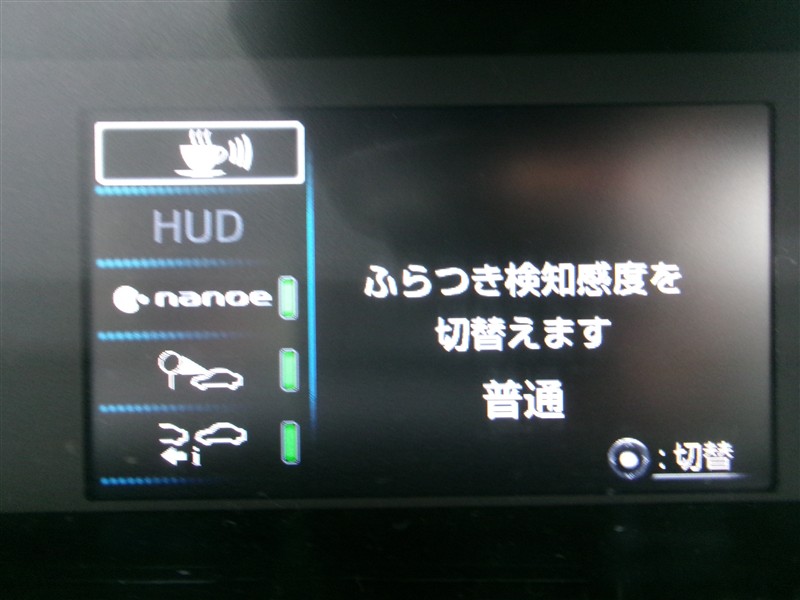 HUD
nanoe
i
ふらつき検知感度を
切替えます
普通
:切替